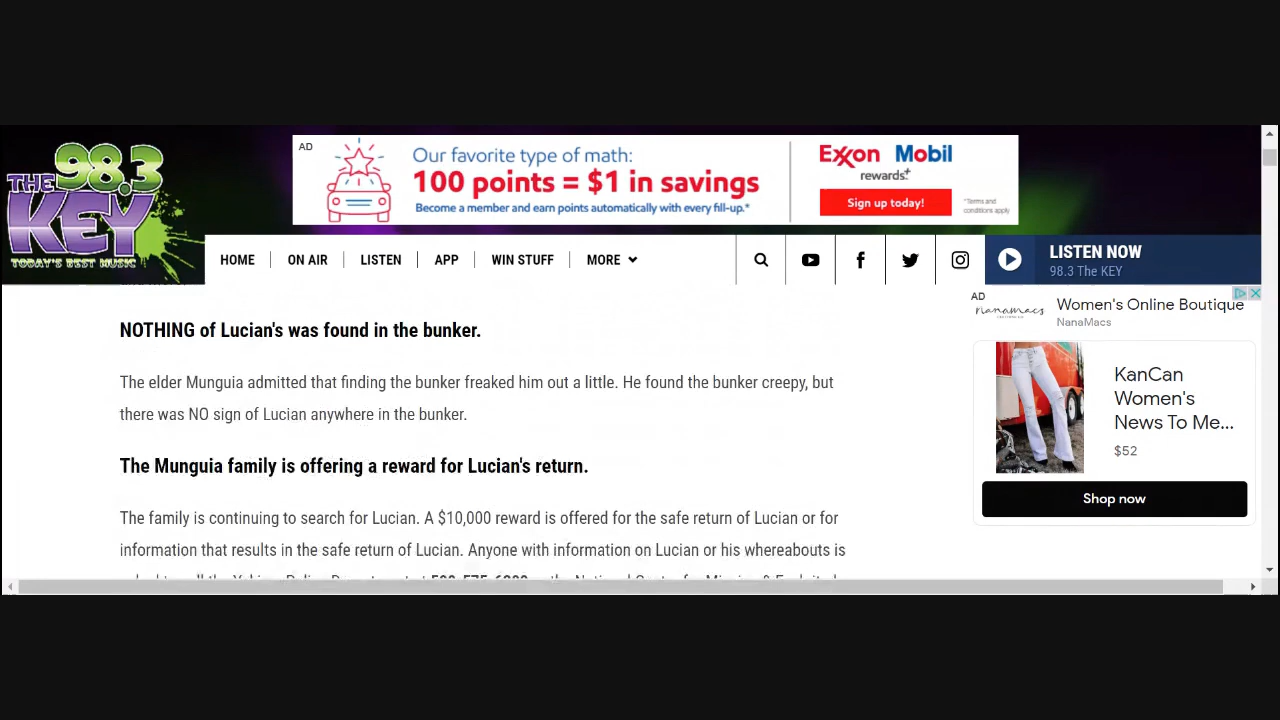 THE 98.3
KEY
TODAY'S BEST MUSIC
AD
Our favorite type of math:
100 points = $1 in savings
Become a member and earn points automatically with every fill-up.*
Exxon Mobil
rewards+
Sign up today!
*Terms and
conditions apply
HOME
ON AIR
LISTEN
APP
WIN STUFF
MORE
LISTEN NOW
98.3 The KEY
NOTHING of Lucian's was found in the bunker.
The elder Munguia admitted that finding the bunker freaked him out a little. He found the bunker creepy, but
there was NO sign of Lucian anywhere in the bunker.
The Munguia family is offering a reward for Lucian's return.
The family is continuing to search for Lucian. A $10,000 reward is offered for the safe return of Lucian or for
information that results in the safe return of Lucian. Anyone with information on Lucian or his whereabouts is
AD
nanamacs
Women's Online Boutique
NanaMacs
KanCan
Women's
News To Me...
$52
Shop now